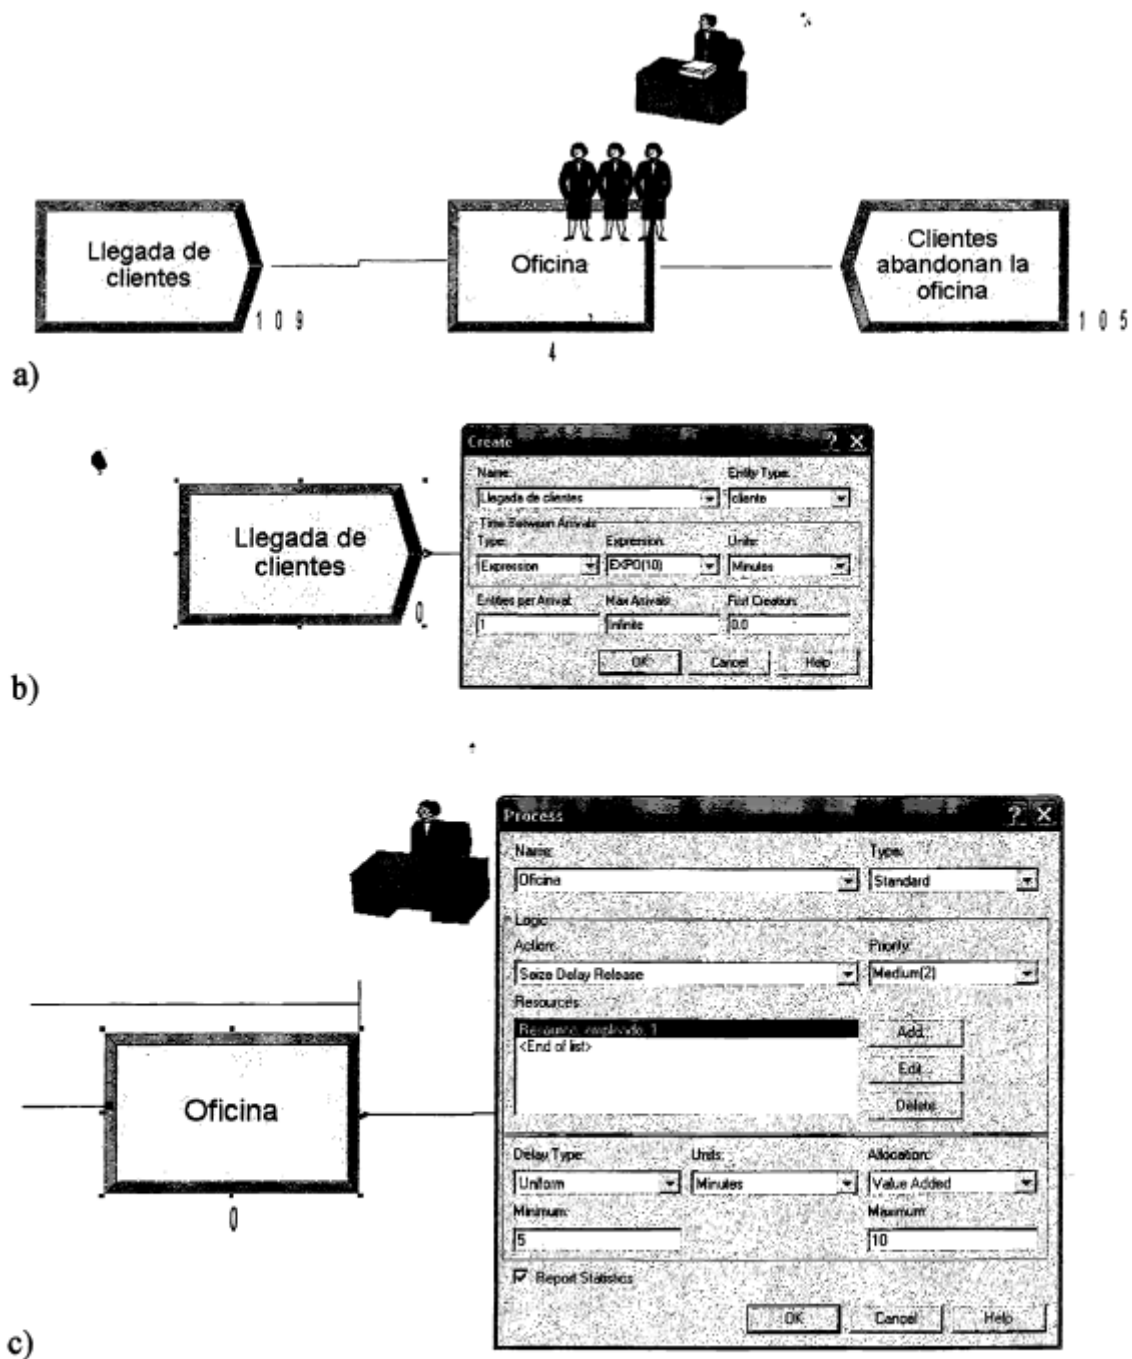 Llegada de
clientes
Oficina
Clientes
abandonan la
oficina
1 0 9
1 0 5
4
a)
Create
? X
Name: Entity Type:
Llegada de clientes cliente
Time Between Arrivals
Type: Expression: Units:
Expression EXPO(10) Minutes
Entities per Arrival: Max Arrivals: First Creation:
1 Infinite 0.0
OK Cancel Help
Llegada de
clientes
0
b)
Process
? X
Name: Type:
Oficina Standard
Logic
Action: Priority:
Seize Delay Release Medium(2)
Resources:
Resource, empleado, 1
<End of list>
Add...
Edit...
Delete
Delay Type: Units: Allocation:
Uniform Minutes Value Added
Minimum: Maximum:
5 10
Report Statistics
OK Cancel Help
Oficina
0
c)